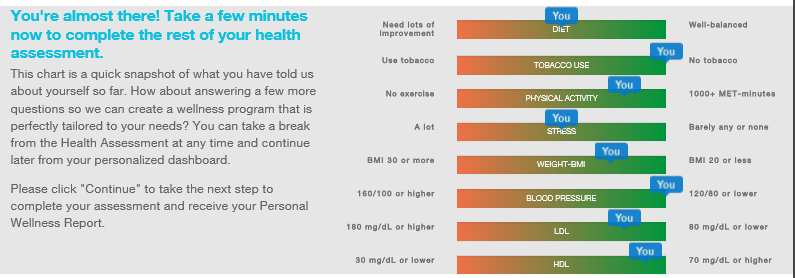 You're almost there! Take a few minutes
now to complete the rest of your health
assessment.
This chart is a quick snapshot of what you have told us
about yourself so far. How about answering a few more
questions so we can create a wellness program that is
perfectly tailored to your needs? You can take a break
from the Health Assessment at any time and continue
later from your personalized dashboard.
Please click "Continue" to take the next step to
complete your assessment and receive your Personal
Wellness Report.
You
Need lots of
improvement
DIET
Well-balanced
You
Use tobacco
TOBACCO USE
No tobacco
You
No exercise
PHYSICAL ACTIVITY
1000+ MET-minutes
You
A lot
STRESS
Barely any or none
You
BMI 30 or more
WEIGHT-BMI
BMI 20 or less
You
160/100 or higher
BLOOD PRESSURE
120/80 or lower
You
180 mg/dL or higher
LDL
80 mg/dL or lower
You
30 mg/dL or lower
HDL
70 mg/dL or higher